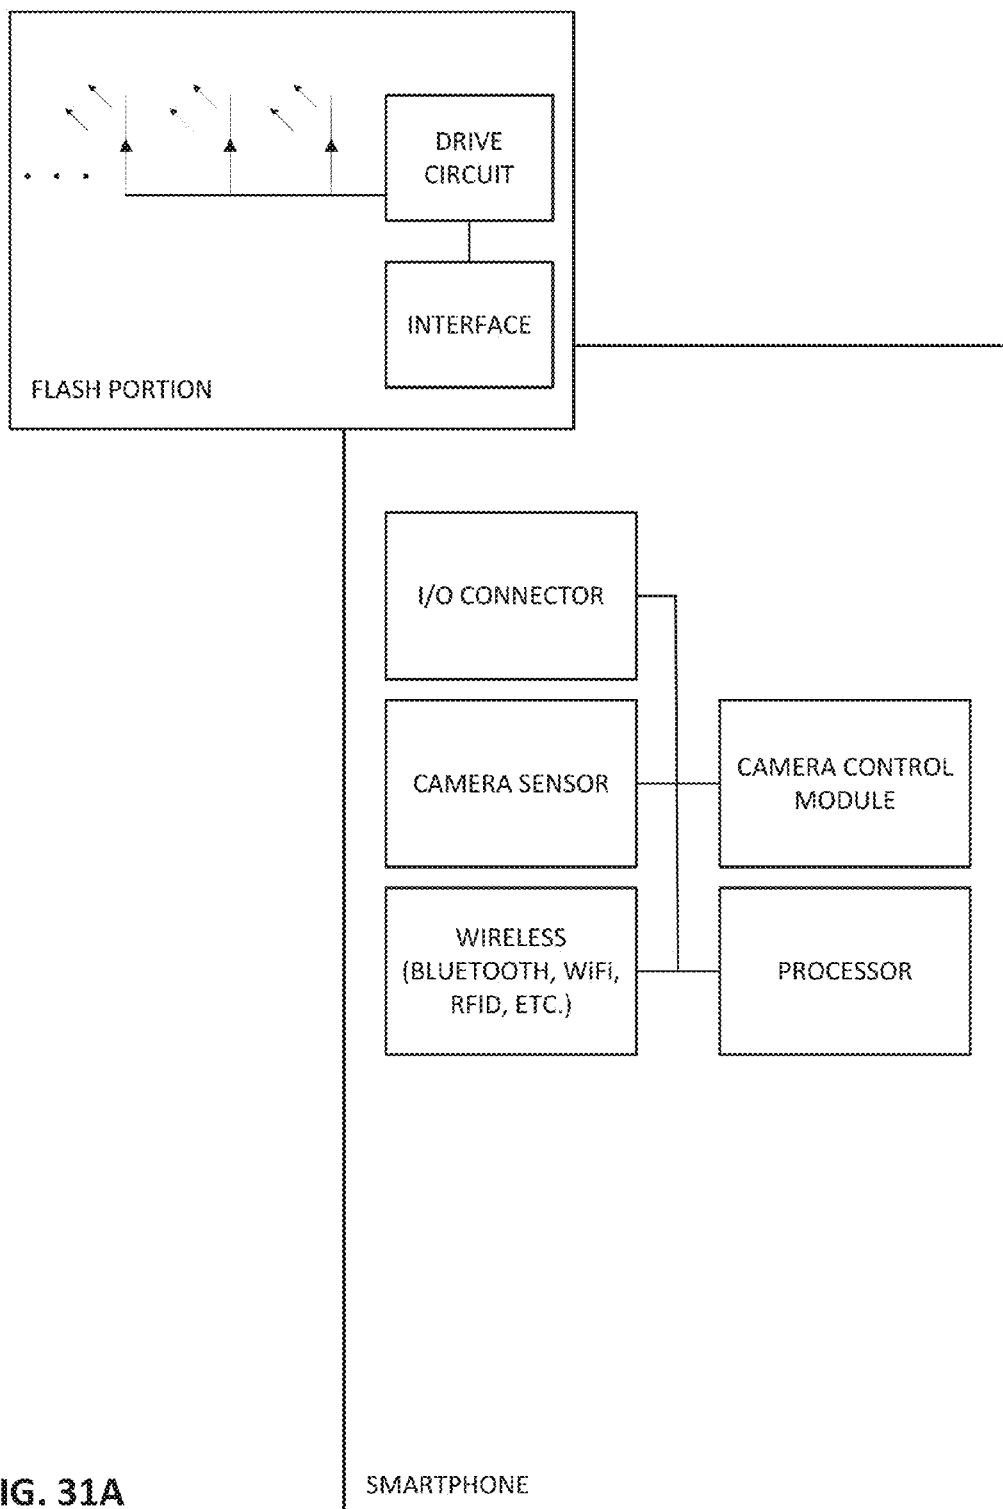 DRIVE
CIRCUIT
INTERFACE
FLASH PORTION
I/O CONNECTOR
CAMERA SENSOR
CAMERA CONTROL
MODULE
WIRELESS
(BLUETOOTH, WiFi,
RFID, ETC.)
PROCESSOR
SMARTPHONE
IG. 31A